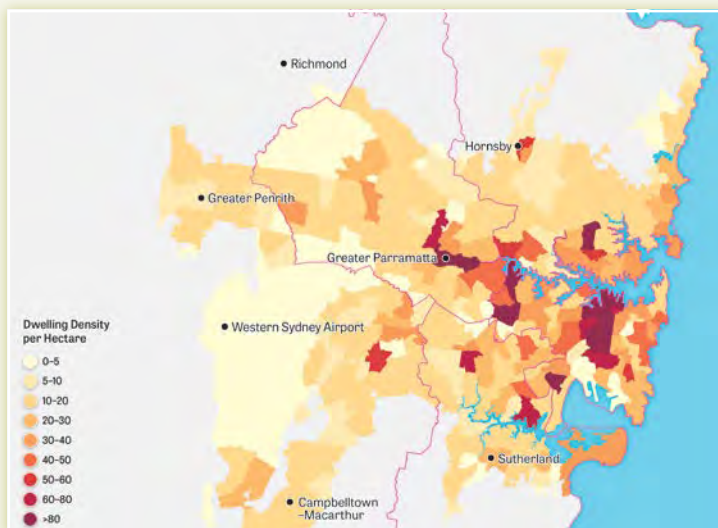 Richmond
Hornsby
Greater Penrith
Greater Parramatta
Western Sydney Airport
Dwelling Density
per Hectare
0–5
5–10
10–20
20–30
30–40
40–50
50–60
60–80
>80
Sutherland
Campbelltown
–Macarthur